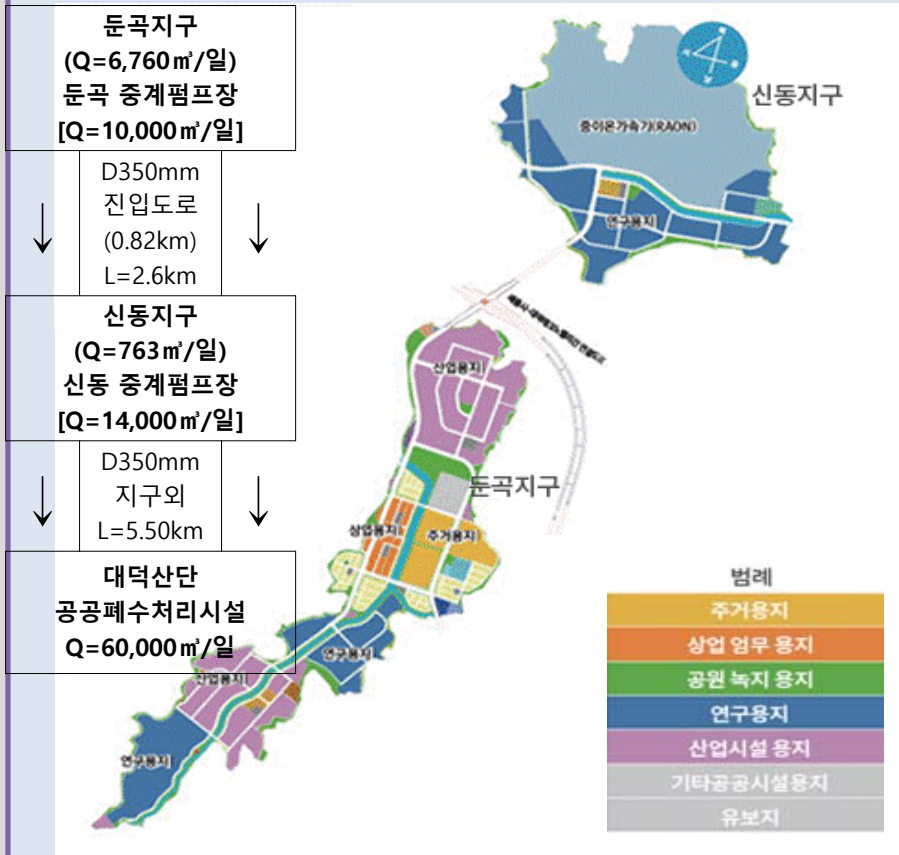 둔곡지구
(Q=6,760㎥/일)
둔곡 중계펌프장
[Q=10,000㎥/일]
D350mm
진입도로
(0.82km)
L=2.6km
신동지구
(Q=763㎥/일)
신동 중계펌프장
[Q=14,000㎥/일]
D350mm
지구외
L=5.50km
대덕산단
공공폐수처리시설
Q=60,000㎥/일
신동지구
중이온가속기(RAON)
연구용지
산업용지
둔곡지구
상업용지
주거용지
연구용지
산업용지
연구용지
범례
주거용지
상업 업무 용지
공원 녹지 용지
연구용지
산업시설 용지
기타공공시설용지
유보지